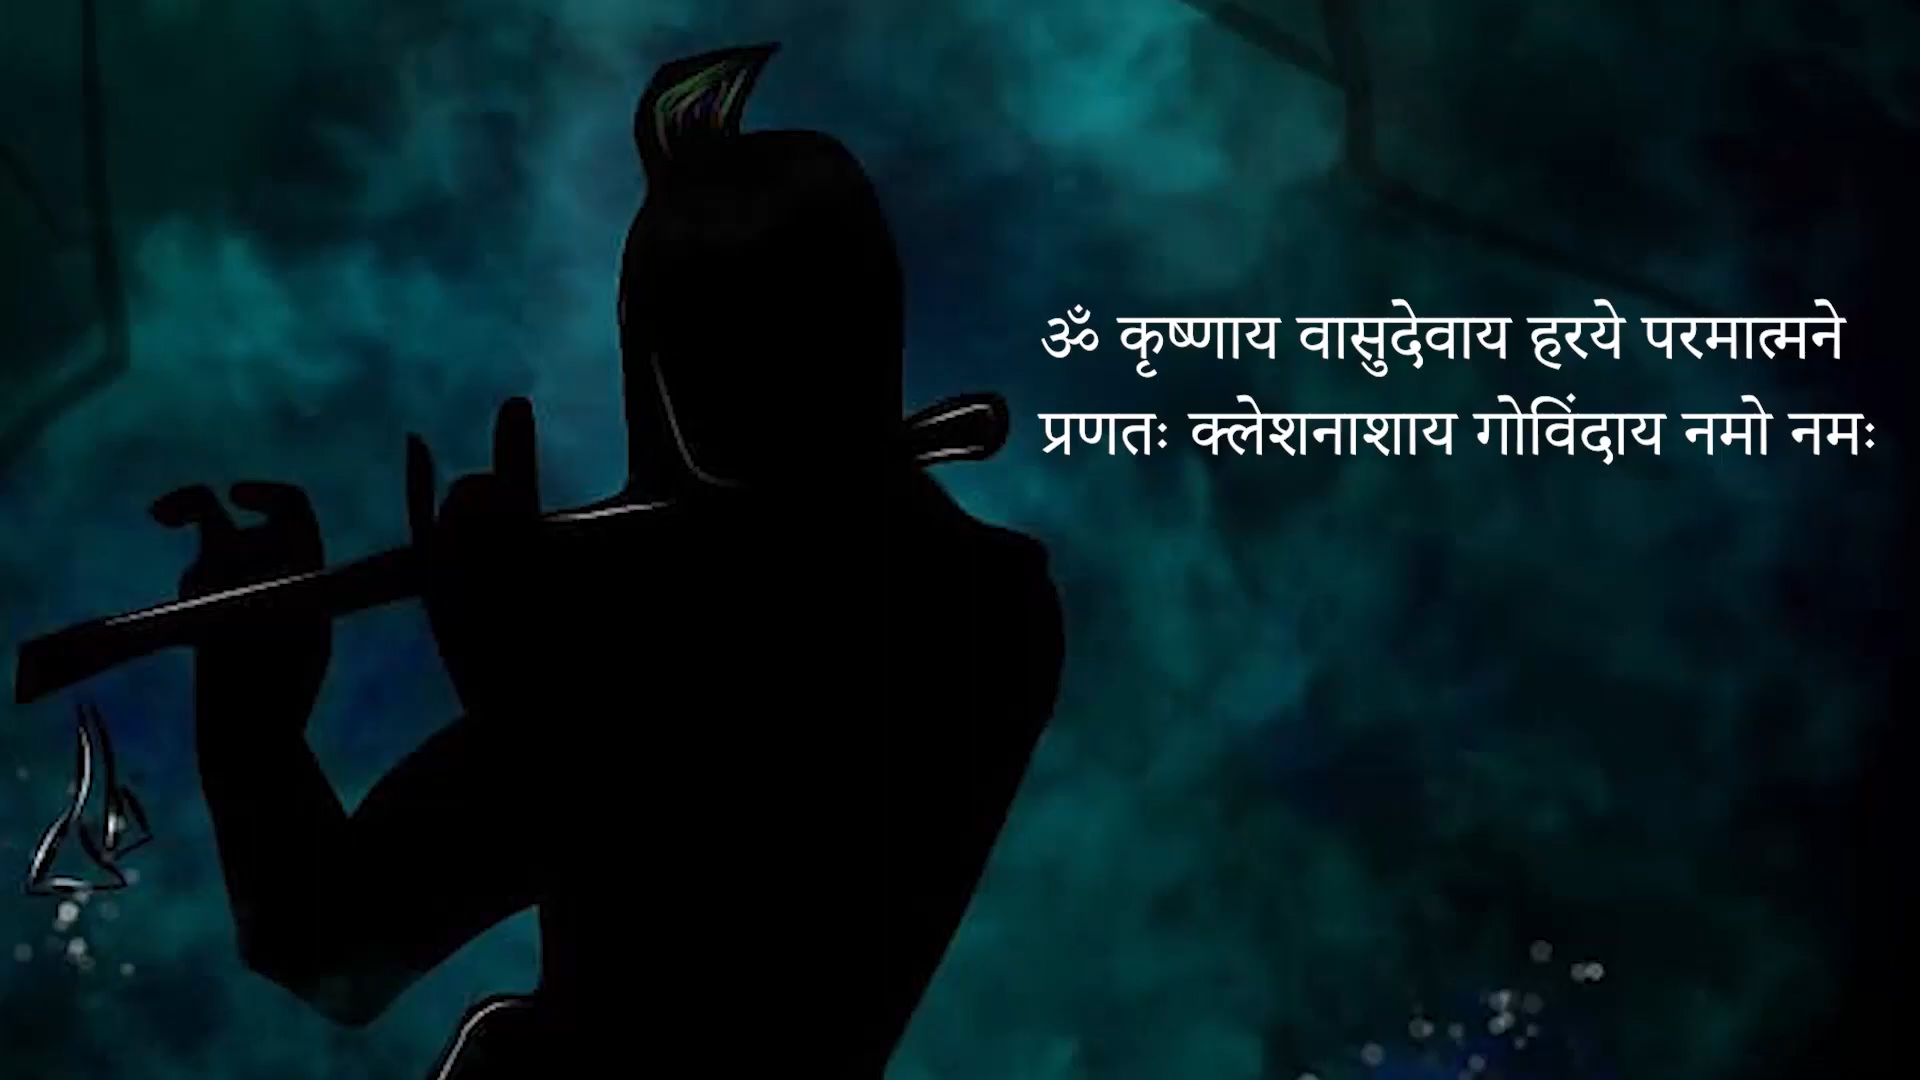 ॐ कृष्णाय वासुदेवाय हरये परमात्मने
प्रणतः क्लेशनाशाय गोविंदाय नमो नमः